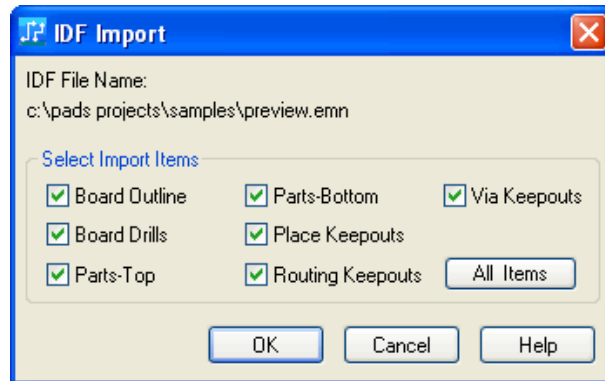 IDF Import
IDF File Name:
c:\pads projects\samples\preview.emn
Select Import Items
Board Outline
Parts-Bottom
Via Keepouts
Board Drills
Place Keepouts
Parts-Top
Routing Keepouts
All Items
OK
Cancel
Help